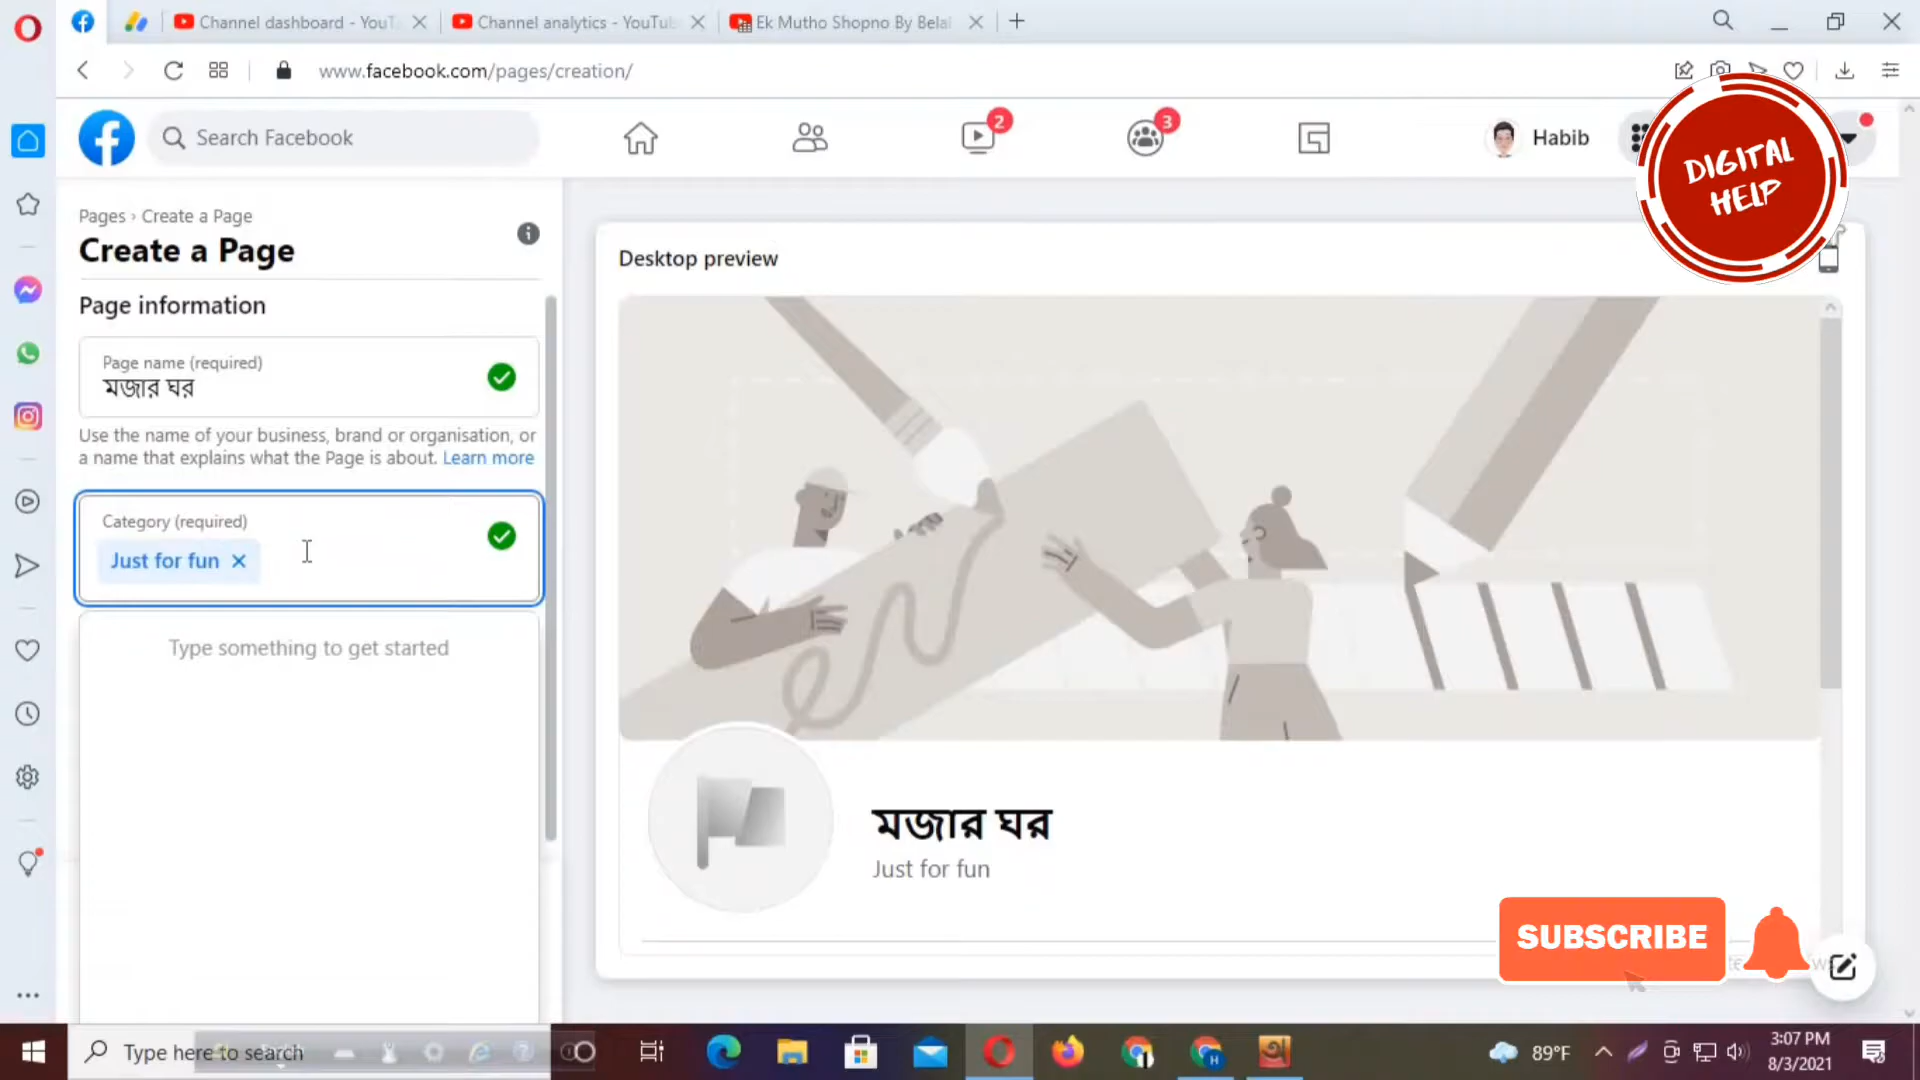 Channel dashboard - YouT
Channel analytics - YouTub
Ek Mutho Shopno By Belal
www.facebook.com/pages/creation/
DIGITAL
HELP
Search Facebook
2
3
Habib
Pages › Create a Page
Create a Page
Page information
Page name (required)
মজার ঘর
Use the name of your business, brand or organisation, or
a name that explains what the Page is about. Learn more
Category (required)
Just for fun
Type something to get started
Desktop preview
মজার ঘর
Just for fun
SUBSCRIBE
Type here to search
89°F
3:07 PM
8/3/2021